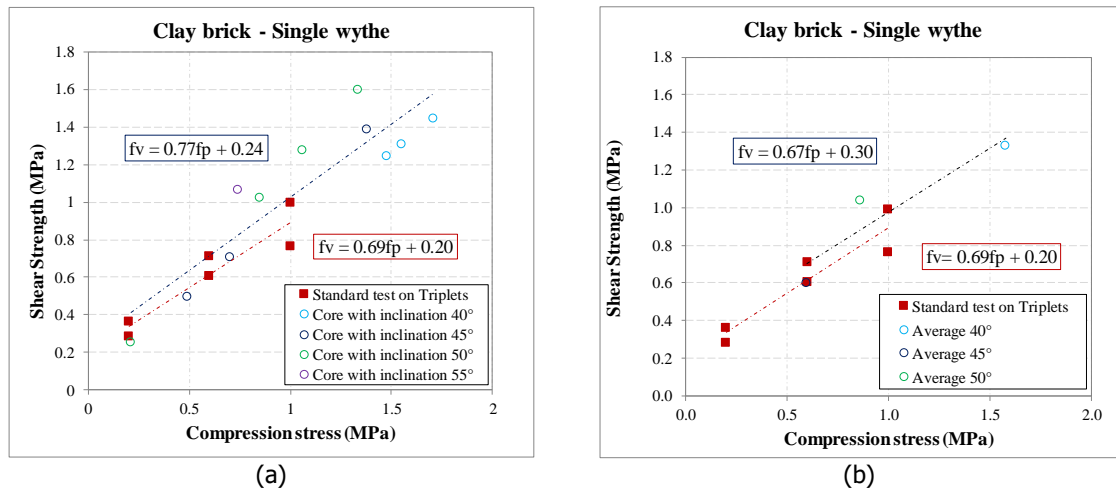 Clay brick - Single wythe
Shear Strength (MPa)
1.8
1.6
1.4
1.2
1
0.8
0.6
0.4
0.2
0
fv = 0.77fp + 0.24
fv = 0.69fp + 0.20
Standard test on Triplets
Core with inclination 40°
Core with inclination 45°
Core with inclination 50°
Core with inclination 55°
0 0.5 1 1.5 2
Compression stress (MPa)
(a)
Clay brick - Single wythe
Shear Strength (MPa)
1.8
1.6
1.4
1.2
1.0
0.8
0.6
0.4
0.2
0.0
fv = 0.67fp + 0.30
fv= 0.69fp + 0.20
Standard test on Triplets
Average 40°
Average 45°
Average 50°
0.0 0.5 1.0 1.5 2.0
Compression stress (MPa)
(b)